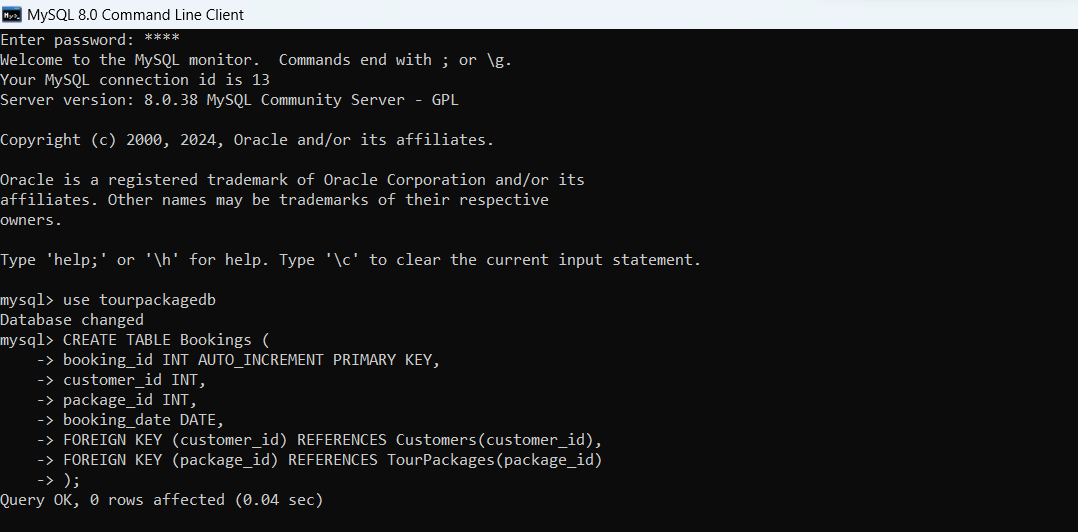 MySQL 8.0 Command Line Client
Enter password: ****
Welcome to the MySQL monitor.  Commands end with ; or \g.
Your MySQL connection id is 13
Server version: 8.0.38 MySQL Community Server - GPL
Copyright (c) 2000, 2024, Oracle and/or its affiliates.
Oracle is a registered trademark of Oracle Corporation and/or its
affiliates. Other names may be trademarks of their respective
owners.
Type 'help;' or '\h' for help. Type '\c' to clear the current input statement.
mysql> use tourpackagedb
Database changed
mysql> CREATE TABLE Bookings (
    -> booking_id INT AUTO_INCREMENT PRIMARY KEY,
    -> customer_id INT,
    -> package_id INT,
    -> booking_date DATE,
    -> FOREIGN KEY (customer_id) REFERENCES Customers(customer_id),
    -> FOREIGN KEY (package_id) REFERENCES TourPackages(package_id)
    -> );
Query OK, 0 rows affected (0.04 sec)